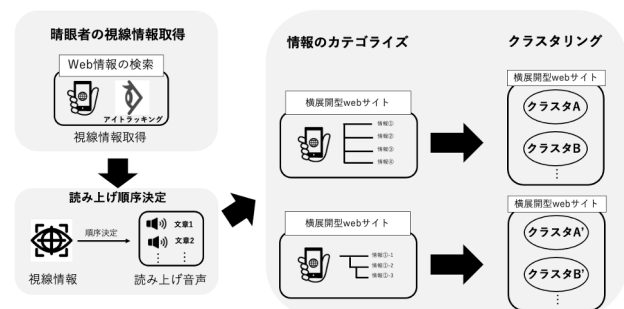 晴眼者の視線情報取得
Web情報の検索
アイトラッキング
視線情報取得
読み上げ順序決定
順序決定
文章1
文章2
視線情報
読み上げ音声
情報のカテゴライズ
横展開型webサイト
情報①
情報②
情報③
情報④
横展開型webサイト
情報①-1
情報①-2
情報①-3
クラスタリング
横展開型webサイト
クラスタA
クラスタB
横展開型webサイト
クラスタA'
クラスタB'